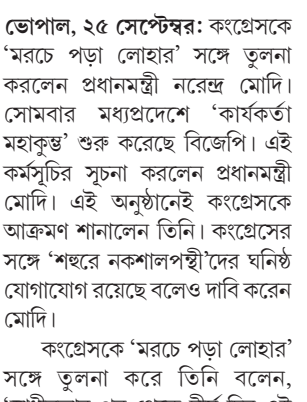 ভোপাল, ২৫ সেপ্টেম্বর: কংগ্রেসকে
‘মরচে পড়া লোহার’ সঙ্গে তুলনা
করলেন প্রধানমন্ত্রী নরেন্দ্র মোদি।
সোমবার মধ্যপ্রদেশে ‘কার্যকর্তা
মহাকুম্ভ’ শুরু করেছে বিজেপি। এই
কর্মসূচির সূচনা করলেন প্রধানমন্ত্রী
মোদি। এই অনুষ্ঠানেই কংগ্রেসকে
আক্রমণ শানালেন তিনি। কংগ্রেসের
সঙ্গে ‘শহুরে নকশালপন্থী’দের ঘনিষ্ঠ
যোগাযোগ রয়েছে বলেও দাবি করেন
মোদি।
কংগ্রেসকে ‘মরচে পড়া লোহার’
সঙ্গে তুলনা করে তিনি বলেন,